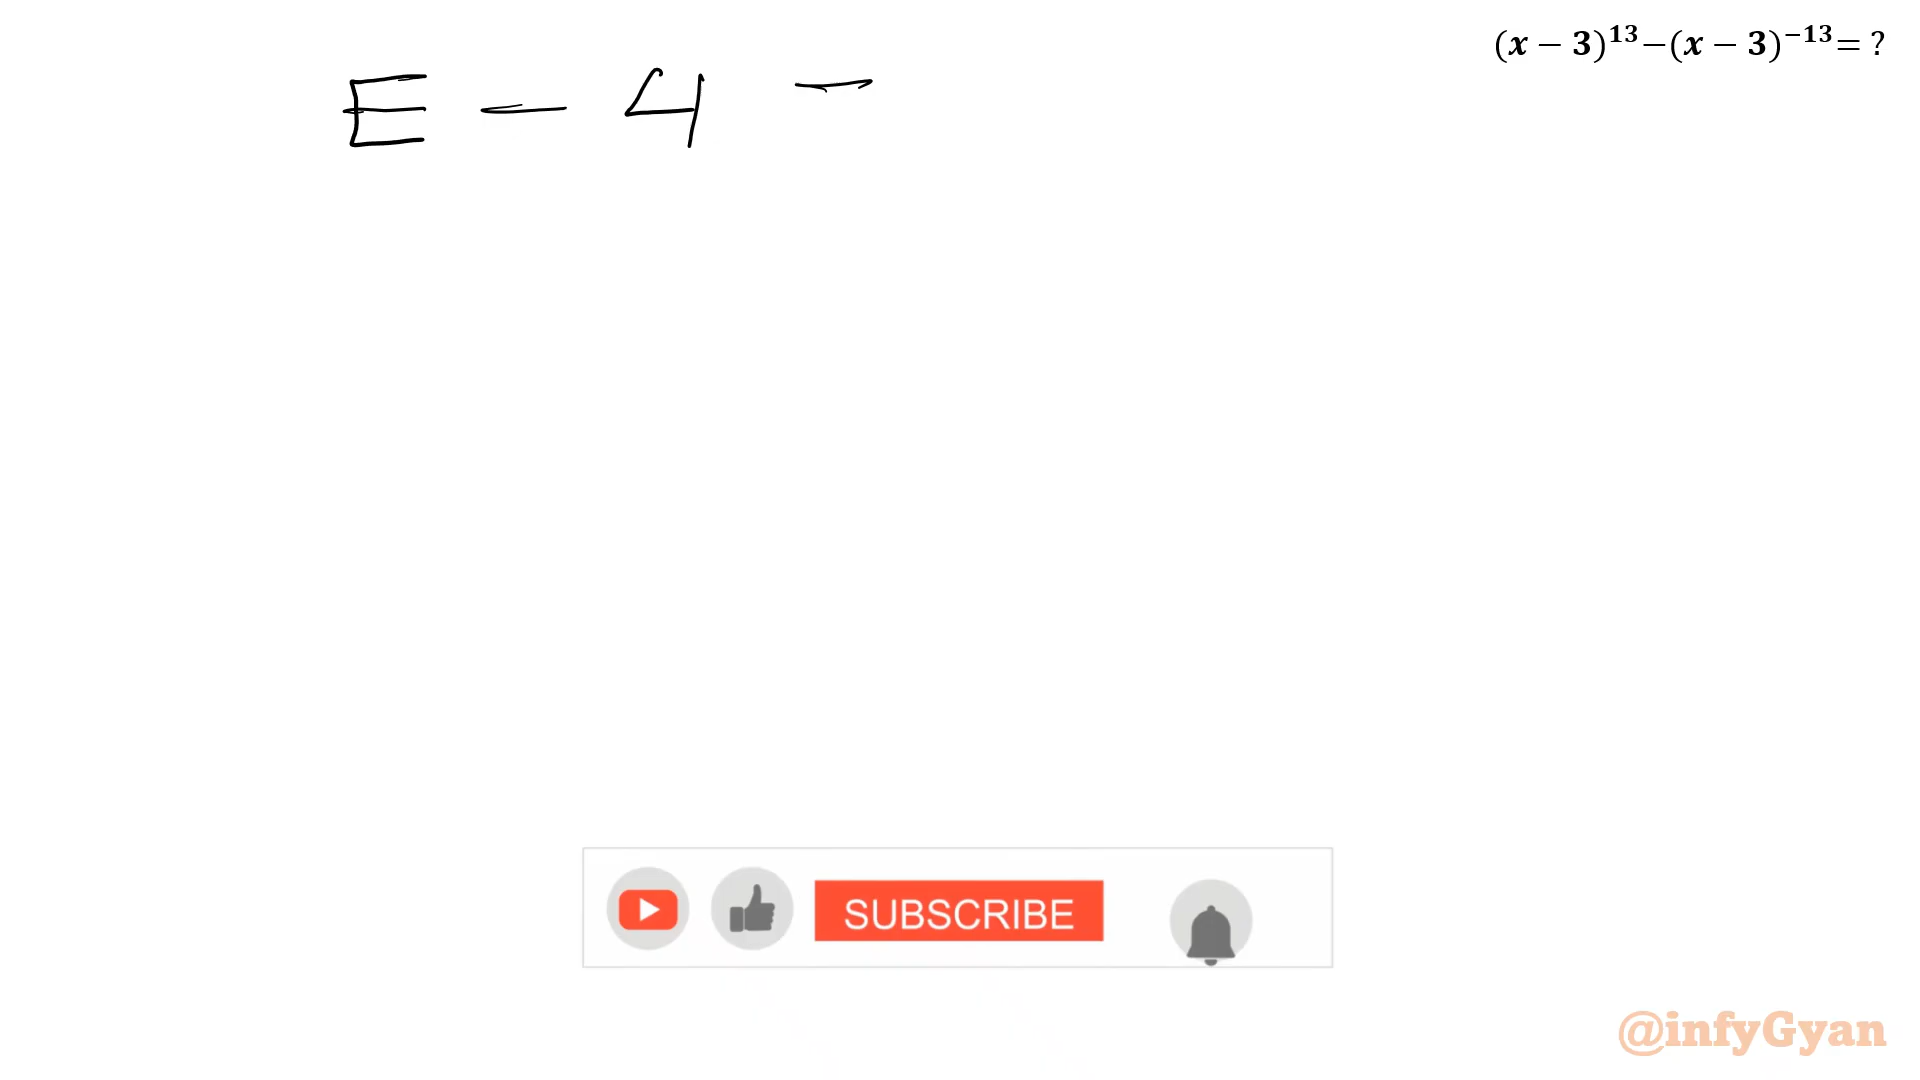 (x − 3)¹³−(x − 3)⁻¹³= ?
E − 4 −
SUBSCRIBE
@infyGyan